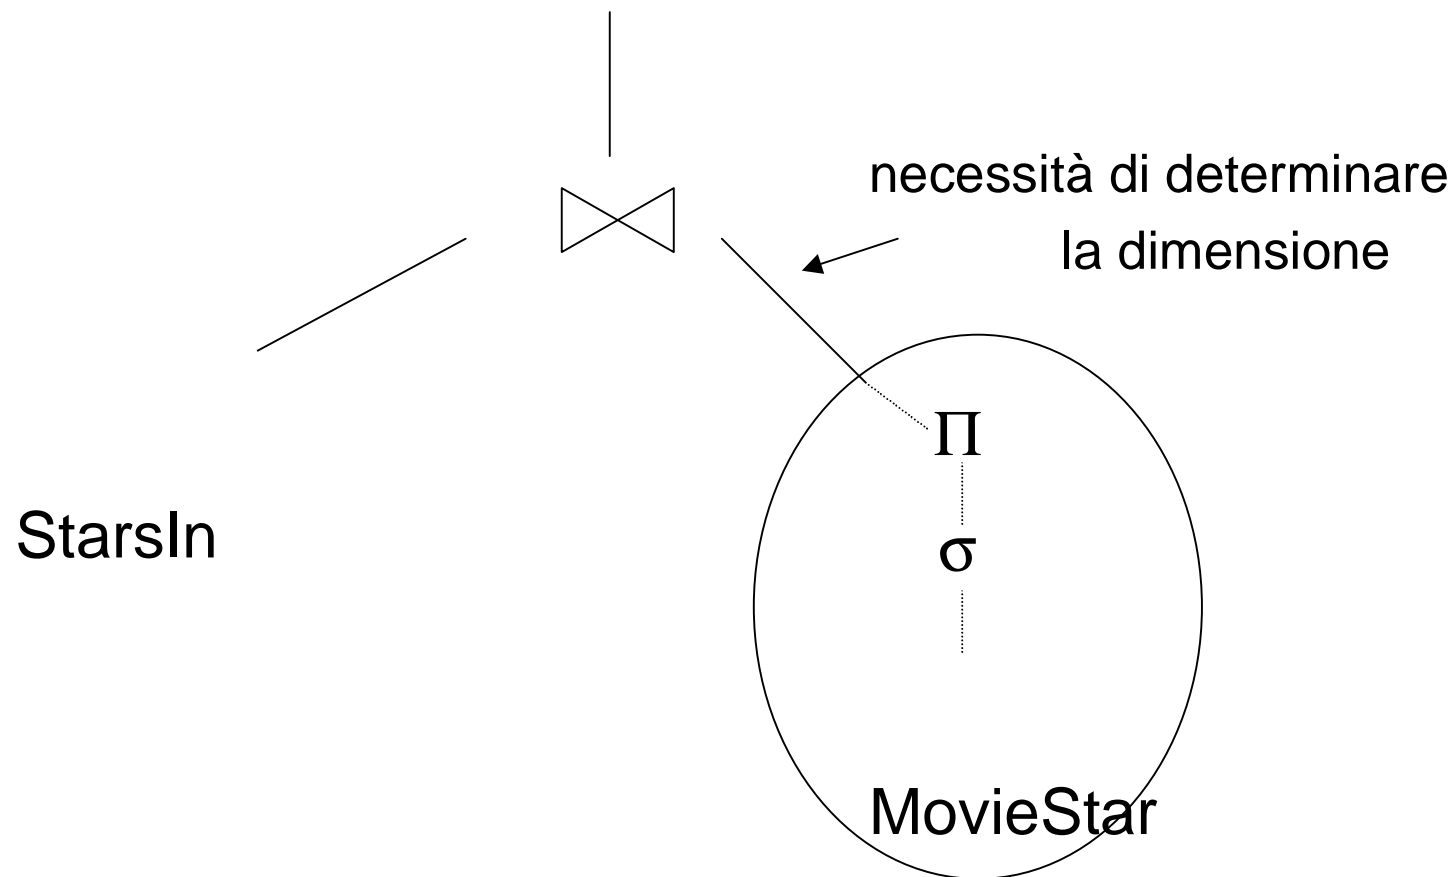 necessità di determinare
la dimensione
Π
StarsIn
σ
MovieStar